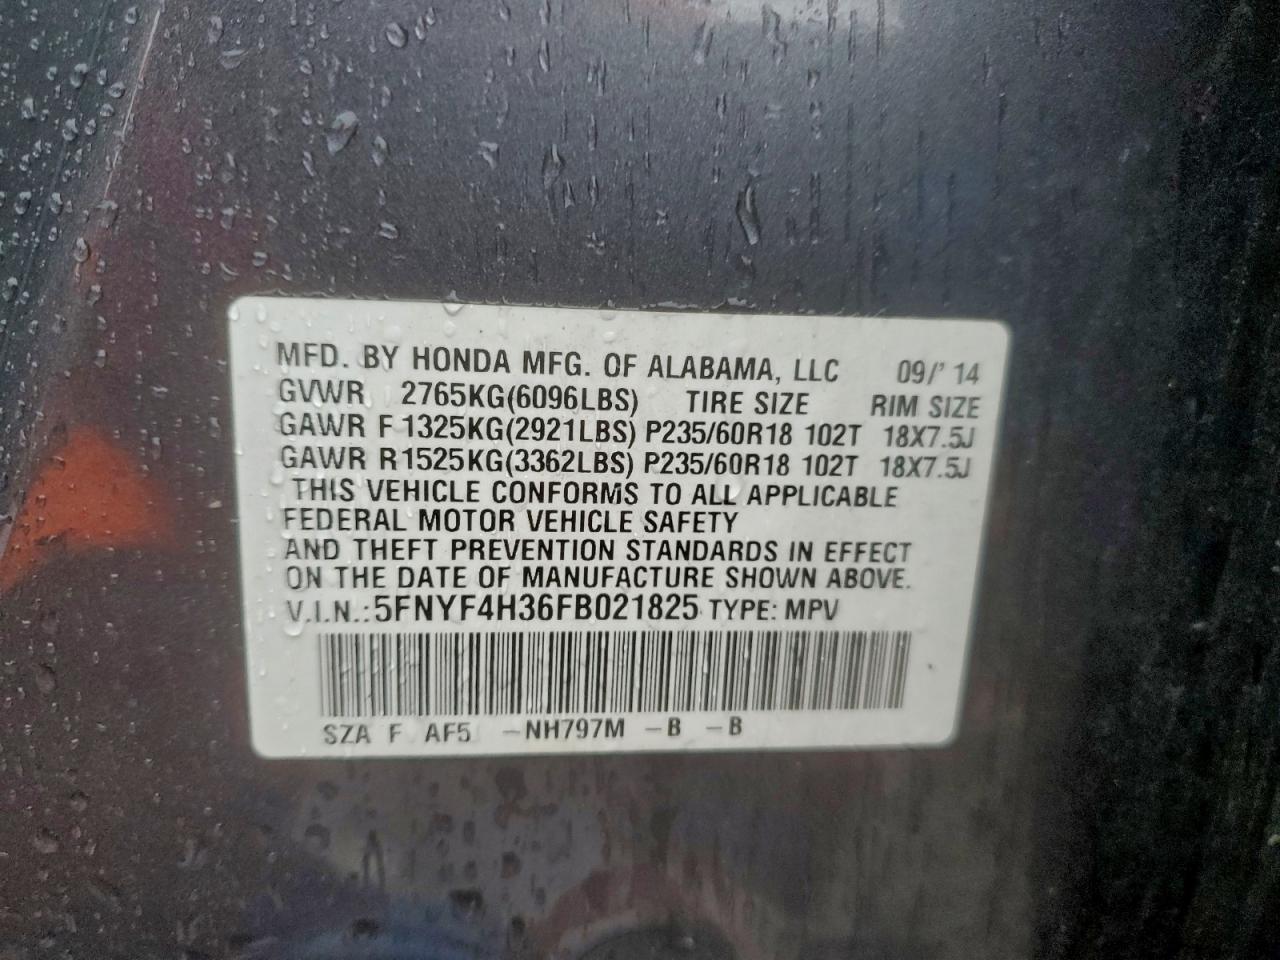 MFD. BY HONDA MFG. OF ALABAMA, LLC 09/' 14
GVWR 2765KG(6096LBS) TIRE SIZE RIM SIZE
GAWR F 1325KG(2921LBS) P235/60R18 102T 18X7.5J
GAWR R 1525KG(3362LBS) P235/60R18 102T 18X7.5J
THIS VEHICLE CONFORMS TO ALL APPLICABLE
FEDERAL MOTOR VEHICLE SAFETY
AND THEFT PREVENTION STANDARDS IN EFFECT
ON THE DATE OF MANUFACTURE SHOWN ABOVE.
V.I.N.: 5FNYF4H36FB021825 TYPE: MPV
SZA F AF5 -NH797M -B -B